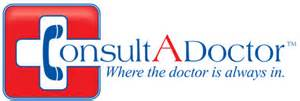 ConsultADoctor™
Where the doctor is always in.